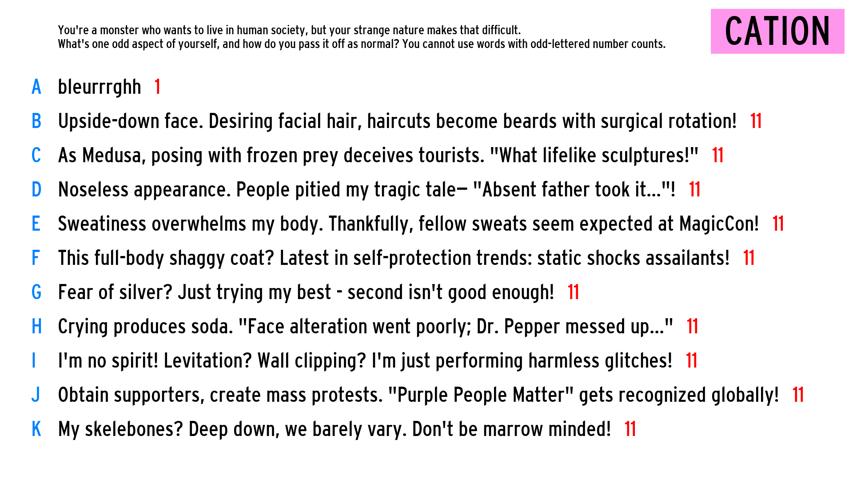 You're a monster who wants to live in human society, but your strange nature makes that difficult.
What's one odd aspect of yourself, and how do you pass it off as normal? You cannot use words with odd-lettered number counts.
CATION
A bleurrrghh 1
B Upside-down face. Desiring facial hair, haircuts become beards with surgical rotation! 11
C As Medusa, posing with frozen prey deceives tourists. "What lifelike sculptures!" 11
D Noseless appearance. People pitied my tragic tale— "Absent father took it..."! 11
E Sweatiness overwhelms my body. Thankfully, fellow sweats seem expected at MagicCon! 11
F This full-body shaggy coat? Latest in self-protection trends: static shocks assailants! 11
G Fear of silver? Just trying my best - second isn't good enough! 11
H Crying produces soda. "Face alteration went poorly; Dr. Pepper messed up..." 11
I I'm no spirit! Levitation? Wall clipping? I'm just performing harmless glitches! 11
J Obtain supporters, create mass protests. "Purple People Matter" gets recognized globally! 11
K My skelebones? Deep down, we barely vary. Don't be marrow minded! 11